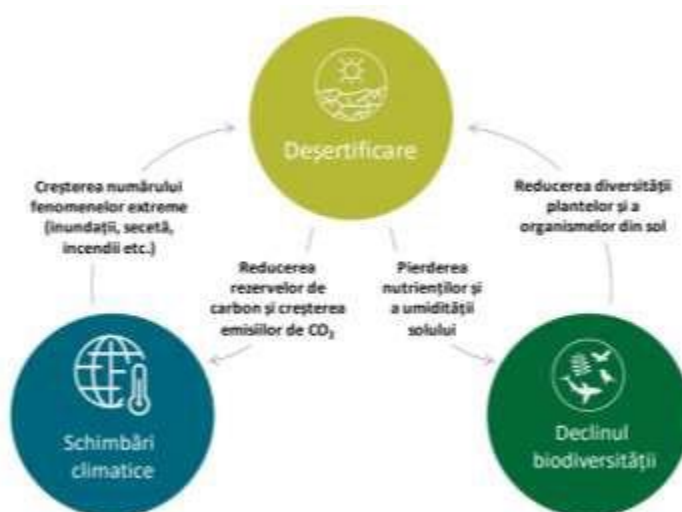 Deșertificare
Creșterea numărului
fenomenelor extreme
(inundații, secetă,
incendii etc.)
Reducerea diversității
plantelor și a
organismelor din sol
Reducerea
rezervelor de
carbon și creșterea
emisiilor de CO₂
Pierderea
nutrienților și
a umidității
solului
Schimbări
climatice
Declinul
biodiversității